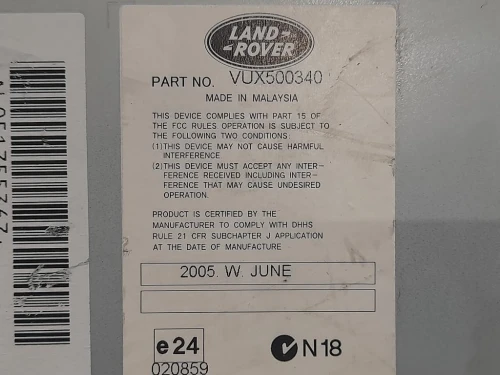 LAND-
-ROVER
PART NO. VUX500340
MADE IN MALAYSIA
THIS DEVICE COMPLIES WITH PART 15 OF
THE FCC RULES OPERATION IS SUBJECT TO
THE FOLLOWING TWO CONDITIONS:
(1)THIS DEVICE MAY NOT CAUSE HARMFUL
INTERFERENCE
(2)THIS DEVICE MUST ACCEPT ANY INTER-
FERENCE RECEIVED INCLUDING INTER-
FERENCE THAT MAY CAUSE UNDESIRED
OPERATION.
PRODUCT IS CERTIFIED BY THE
MANUFACTURER TO COMPLY WITH DHHS
RULE 21 CFR SUBCHAPTER J APPLICATION
AT THE DATE OF MANUFACTURE
2005. W. JUNE
e24
020859
N18